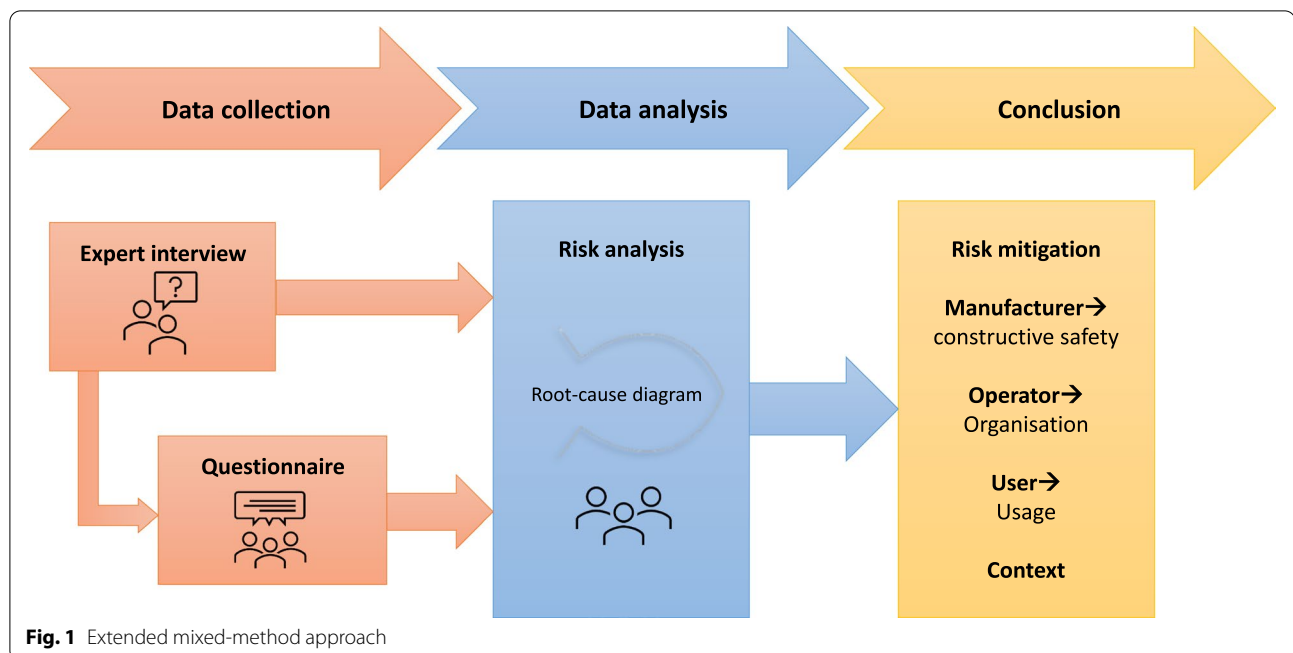 Data collection
Data analysis
Conclusion
Expert interview
?
Questionnaire
Risk analysis
Root-cause diagram
Risk mitigation
Manufacturer→
constructive safety
Operator→
Organisation
User→
Usage
Context
Fig. 1 Extended mixed-method approach